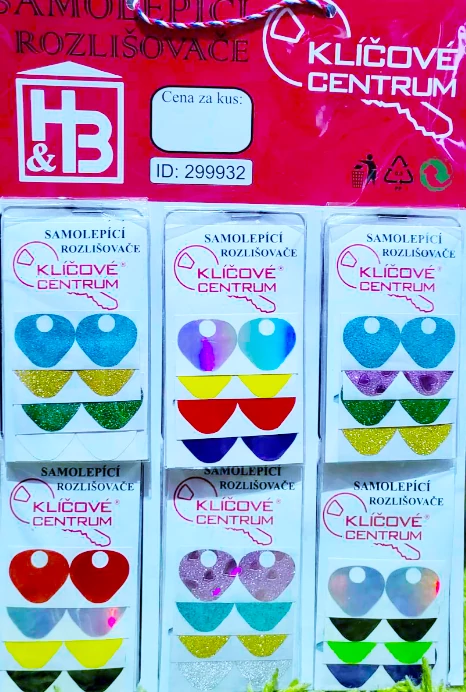 SAMOLEPÍCÍ
ROZLIŠOVAČE
KLÍČOVÉ
CENTRUM
H&B
Cena za kus:
ID: 299932
SAMOLEPÍCÍ
ROZLIŠOVAČE
KLÍČOVÉ®
CENTRUM
SAMOLEPÍCÍ
ROZLIŠOVAČE
KLÍČOVÉ®
CENTRUM
SAMOLEPÍCÍ
ROZLIŠOVAČE
KLÍČOVÉ®
CENTRUM
SAMOLEPÍCÍ
ROZLIŠOVAČE
KLÍČOVÉ®
CENTRUM
SAMOLEPÍCÍ
ROZLIŠOVAČE
KLÍČOVÉ®
CENTRUM
SAMOLEPÍCÍ
ROZLIŠOVAČE
KLÍČOVÉ®
CENTRUM